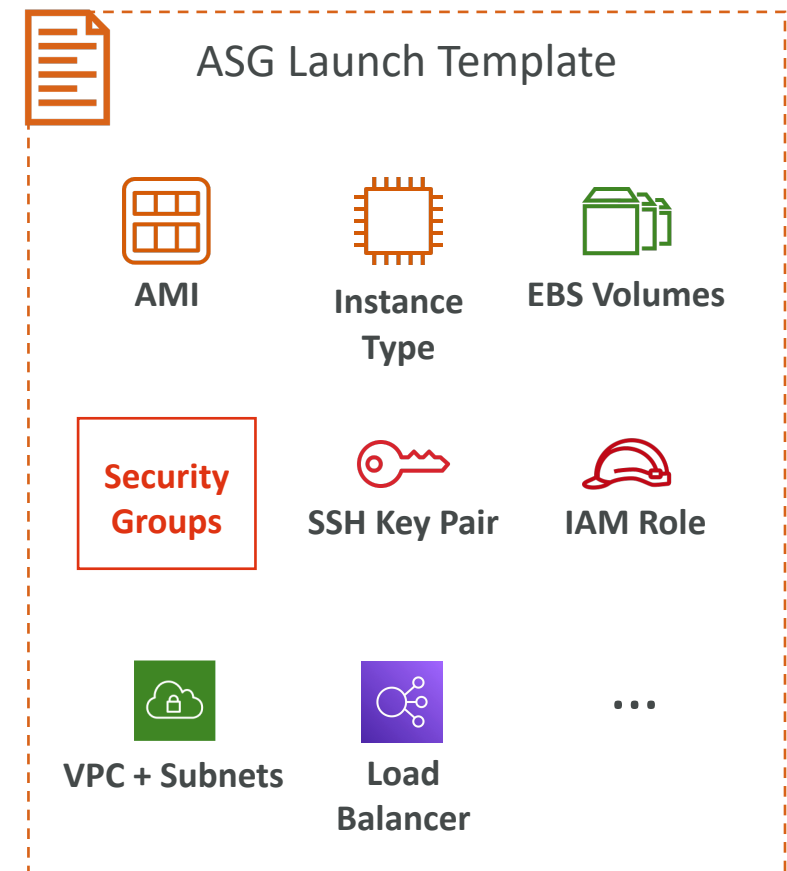 ASG Launch Template
AMI
Instance
Type
EBS Volumes
Security
Groups
SSH Key Pair
IAM Role
VPC + Subnets
Load
Balancer
...